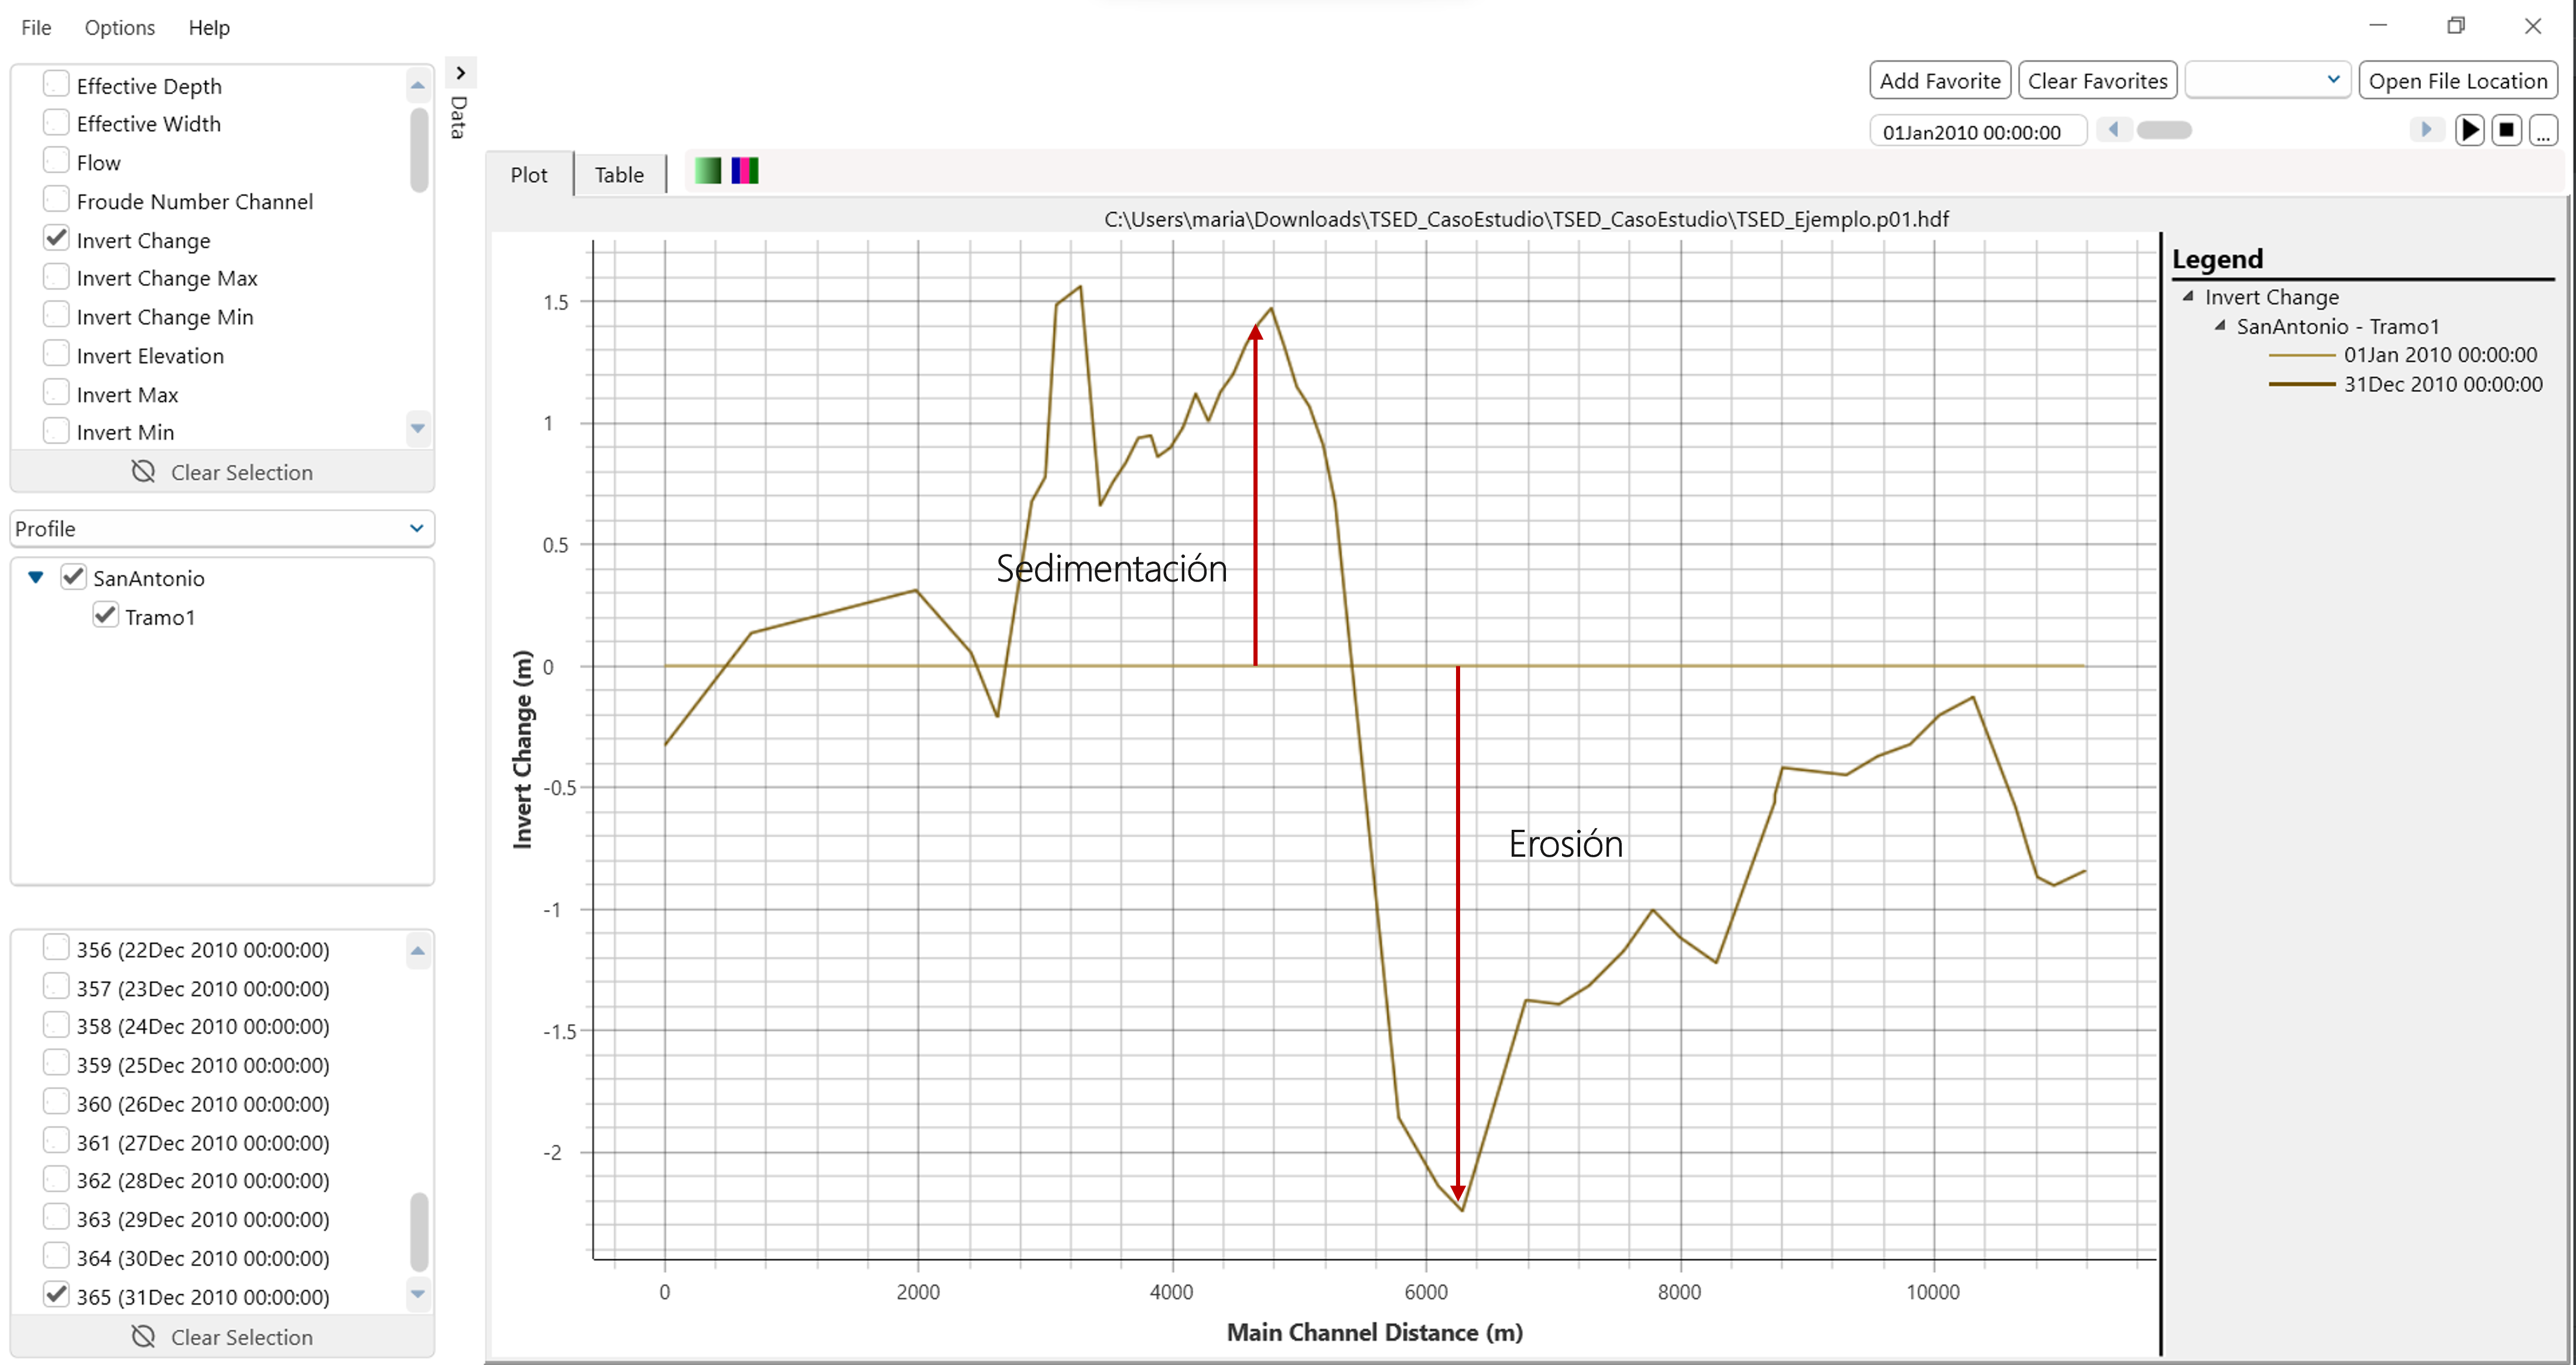 File Options Help
Effective Depth
Effective Width
Flow
Froude Number Channel
Invert Change
Invert Change Max
Invert Change Min
Invert Elevation
Invert Max
Invert Min
Clear Selection
Profile
SanAntonio
Tramo1
356 (22Dec 2010 00:00:00)
357 (23Dec 2010 00:00:00)
358 (24Dec 2010 00:00:00)
359 (25Dec 2010 00:00:00)
360 (26Dec 2010 00:00:00)
361 (27Dec 2010 00:00:00)
362 (28Dec 2010 00:00:00)
363 (29Dec 2010 00:00:00)
364 (30Dec 2010 00:00:00)
365 (31Dec 2010 00:00:00)
Clear Selection
Data
Add Favorite Clear Favorites Open File Location
01Jan2010 00:00:00 ...
Plot Table
C:\Users\maria\Downloads\TSED_CasoEstudio\TSED_CasoEstudio\TSED_Ejemplo.p01.hdf
Invert Change (m)
1.5
1
0.5
0
-0.5
-1
-1.5
-2
Sedimentación
Erosión
0 2000 4000 6000 8000 10000
Main Channel Distance (m)
Legend
Invert Change
SanAntonio - Tramo1
01Jan 2010 00:00:00
31Dec 2010 00:00:00